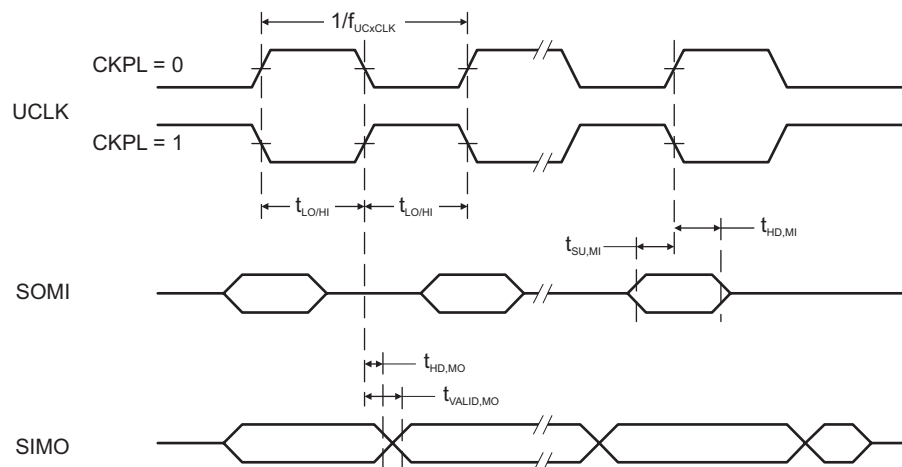 1/fUCxCLK
CKPL = 0
UCLK
CKPL = 1
tLO/HI tLO/HI
tHD,MI
tSU,MI
SOMI
tHD,MO
tVALID,MO
SIMO